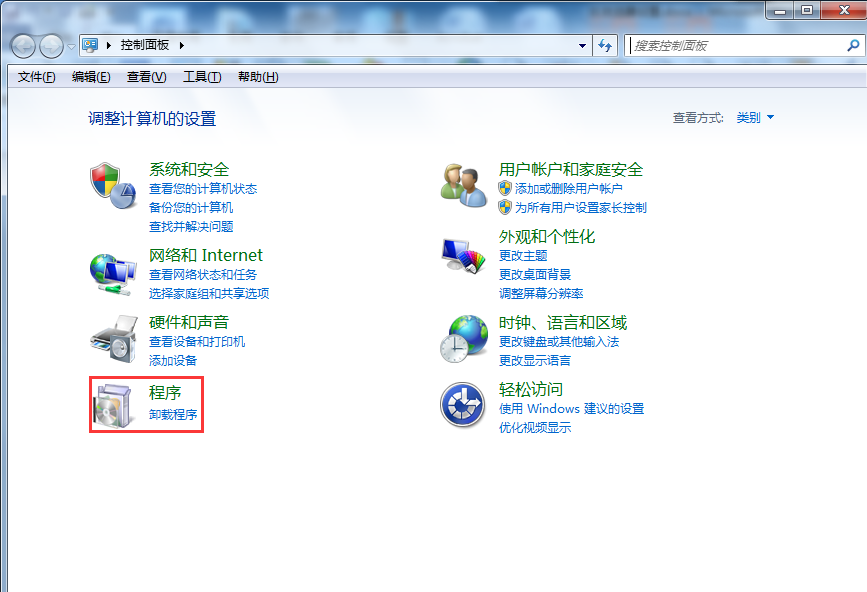 控制面板
搜索控制面板
文件(F) 编辑(E) 查看(V) 工具(T) 帮助(H)
调整计算机的设置
查看方式: 类别
系统和安全
查看您的计算机状态
备份您的计算机
查找并解决问题
网络和 Internet
查看网络状态和任务
选择家庭组和共享选项
硬件和声音
查看设备和打印机
添加设备
程序
卸载程序
用户帐户和家庭安全
添加或删除用户帐户
为所有用户设置家长控制
外观和个性化
更改主题
更改桌面背景
调整屏幕分辨率
时钟、语言和区域
更改键盘或其他输入法
更改显示语言
轻松访问
使用 Windows 建议的设置
优化视频显示